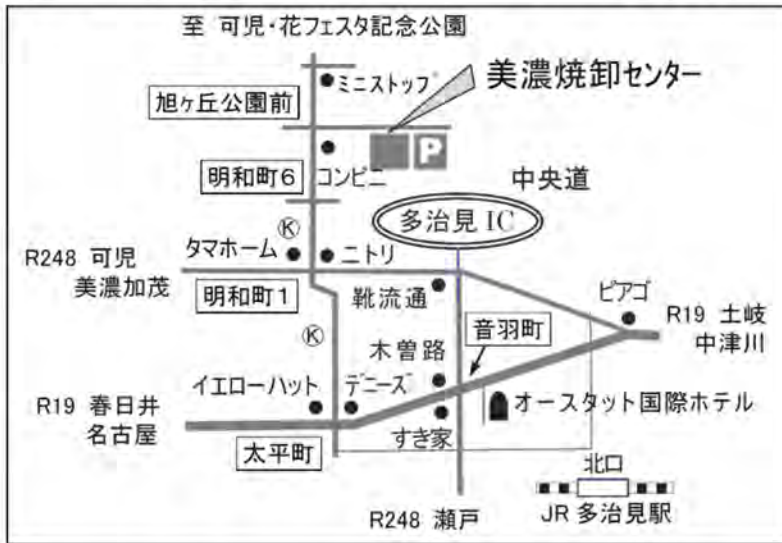 至 可児・花フェスタ記念公園
ミニストップ
美濃焼卸センター
旭ヶ丘公園前
P
明和町6
コンビニ
中央道
多治見 IC
Ⓚ
タマホーム
ニトリ
R248 可児
美濃加茂
明和町1
靴流通
ピアゴ
R19 土岐
中津川
音羽町
Ⓚ
木曽路
イエローハット
デニーズ
オースタット国際ホテル
R19 春日井
名古屋
すき家
太平町
北口
JR 多治見駅
R248 瀬戸